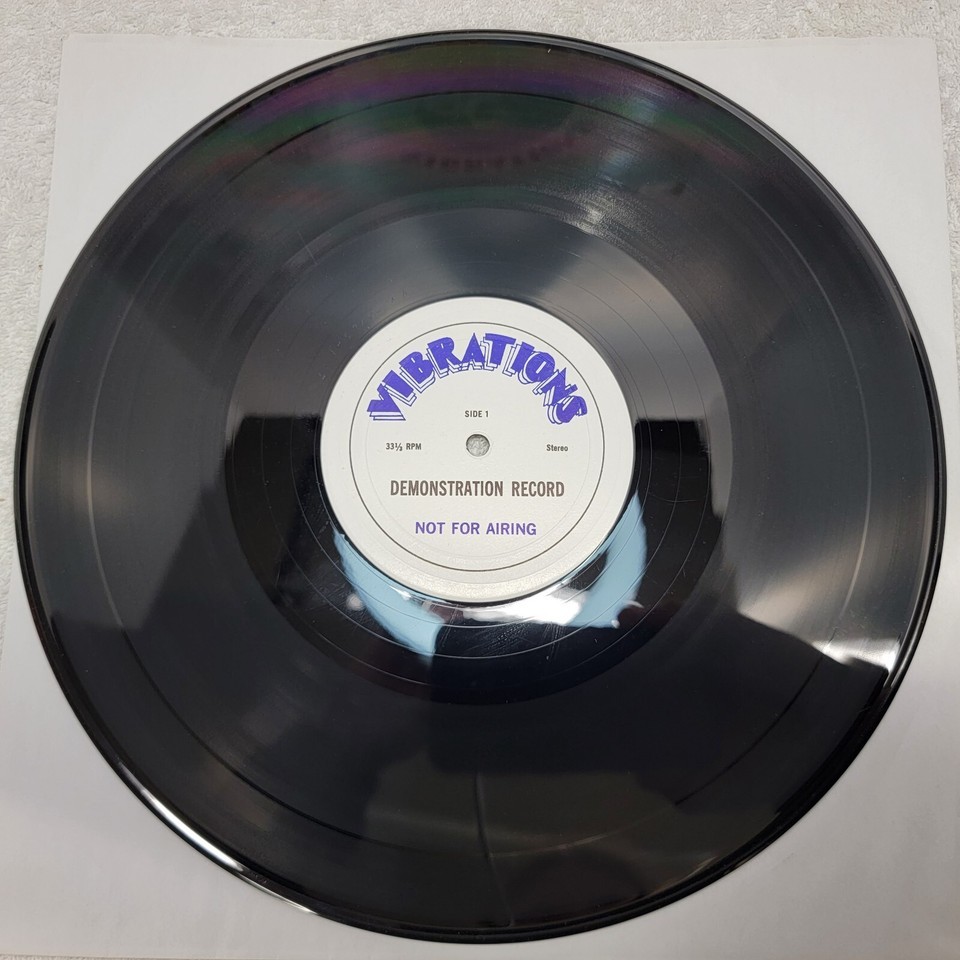 VIBRATIONS
SIDE 1
33⅓ RPM
Stereo
DEMONSTRATION RECORD
NOT FOR AIRING